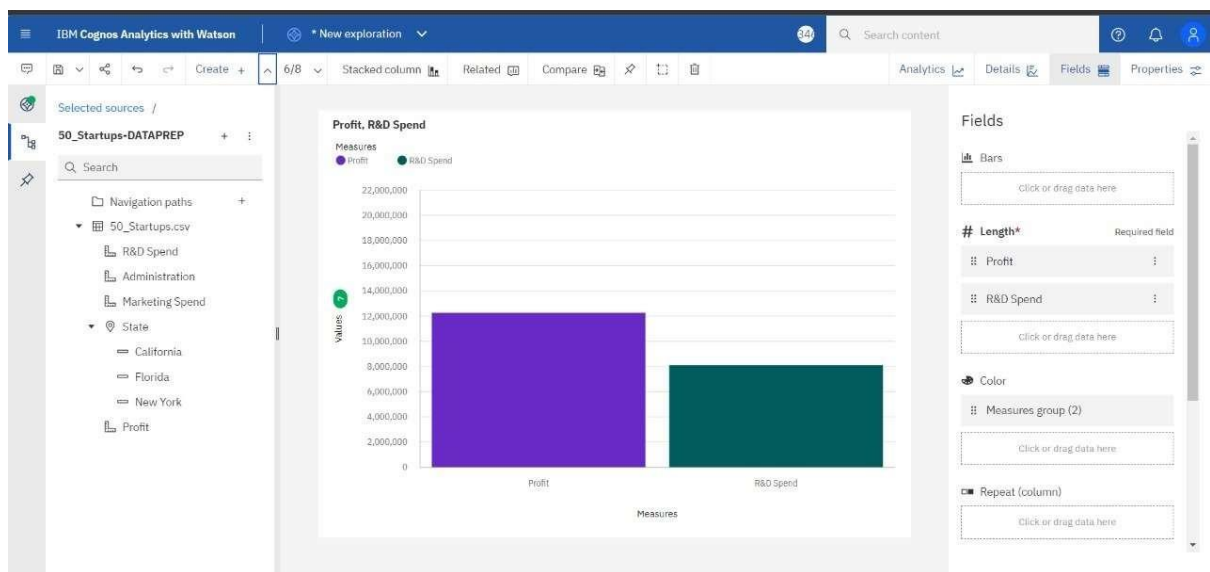 IBM Cognos Analytics with Watson
* New exploration
Search content
Create +
6/8
Stacked column
Related
Compare
Analytics
Details
Fields
Properties
Selected sources /
50_Startups-DATAPREP
Search
Navigation paths
50_Startups.csv
R&D Spend
Administration
Marketing Spend
State
California
Florida
New York
Profit
Profit, R&D Spend
Measures
Profit
R&D Spend
22,000,000
20,000,000
18,000,000
16,000,000
14,000,000
12,000,000
10,000,000
8,000,000
6,000,000
4,000,000
2,000,000
0
Values
Profit
R&D Spend
Measures
Fields
Bars
Click or drag data here
# Length*
Required field
Profit
R&D Spend
Click or drag data here
Color
Measures group (2)
Click or drag data here
Repeat (column)
Click or drag data here